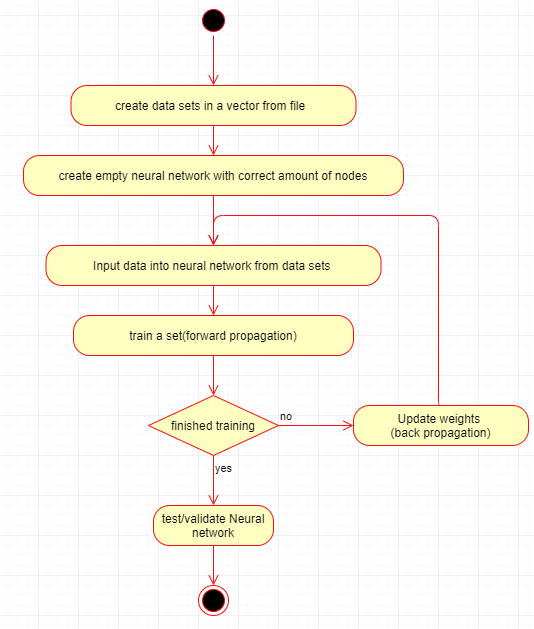 create data sets in a vector from file
create empty neural network with correct amount of nodes
Input data into neural network from data sets
train a set(forward propagation)
finished training
no
Update weights
(back propagation)
yes
test/validate Neural
network